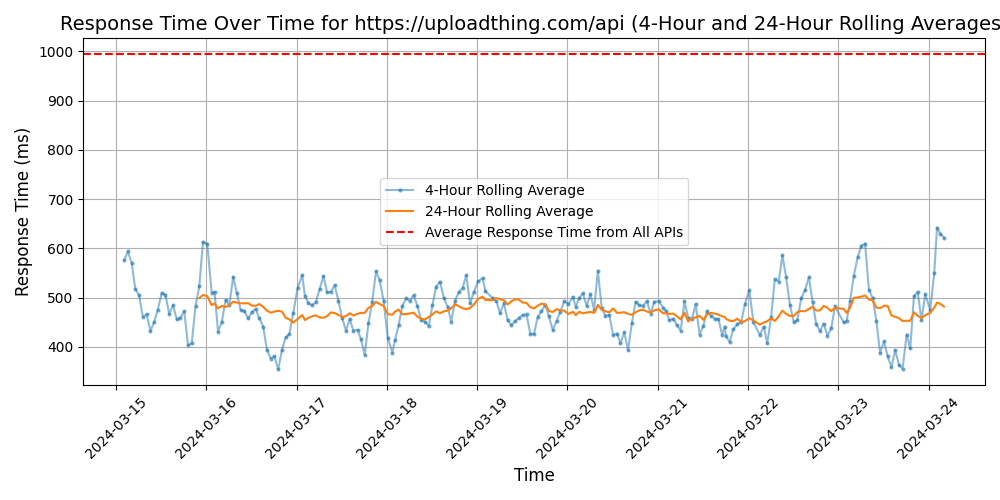 Response Time Over Time for https://uploadthing.com/api (4-Hour and 24-Hour Rolling Averages
Response Time (ms)
1000
900
800
700
600
500
400
4-Hour Rolling Average
24-Hour Rolling Average
Average Response Time from All APIs
2024-03-15
2024-03-16
2024-03-17
2024-03-18
2024-03-19
2024-03-20
2024-03-21
2024-03-22
2024-03-23
2024-03-24
Time